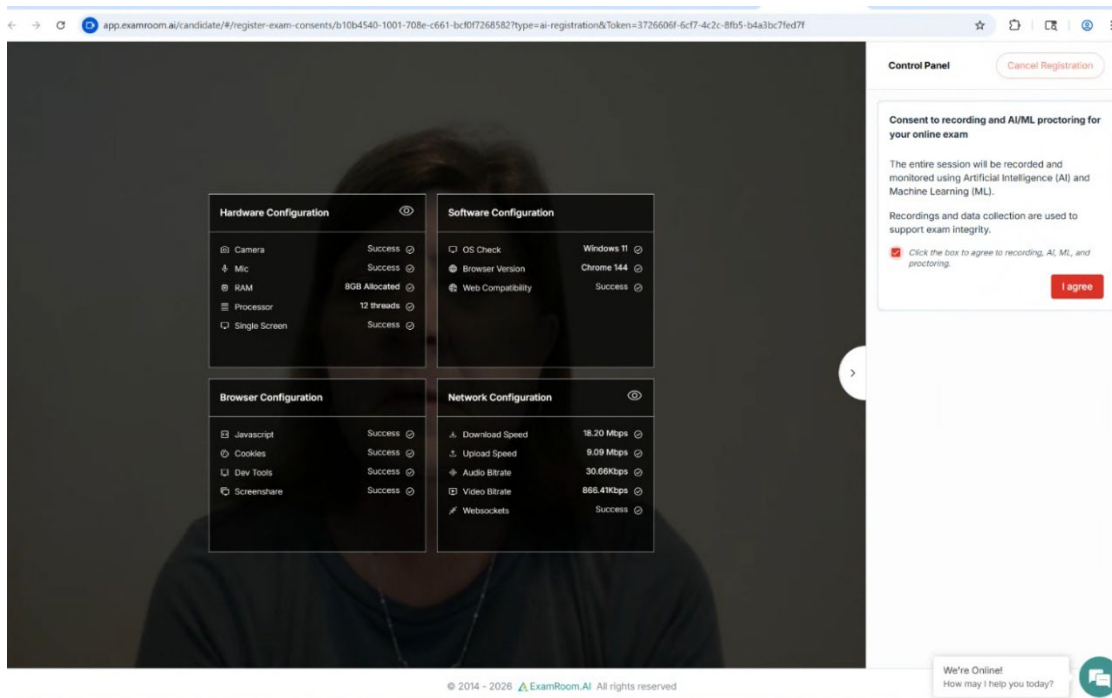 app.examroom.ai/candidate/#/register-exam-consents/b10b4540-1001-708e-c661-bcf0f7268582?type=ai-registration&Token=3726606f-6cf7-4c2c-8fb5-b4a3bc7fed7f
Control Panel
Cancel Registration
Consent to recording and AI/ML proctoring for
your online exam
The entire session will be recorded and
monitored using Artificial Intelligence (AI) and
Machine Learning (ML).
Recordings and data collection are used to
support exam integrity.
Click the box to agree to recording, AI, ML, and
proctoring.
I agree
Hardware Configuration
Camera Success
Mic Success
RAM 8GB Allocated
Processor 12 threads
Single Screen Success
Software Configuration
OS Check Windows 11
Browser Version Chrome 144
Web Compatibility Success
Browser Configuration
Javascript Success
Cookies Success
Dev Tools Success
Screenshare Success
Network Configuration
Download Speed 18.20 Mbps
Upload Speed 9.09 Mbps
Audio Bitrate 30.66Kbps
Video Bitrate 866.41Kbps
Websockets Success
© 2014 - 2026 ExamRoom.AI All rights reserved
We're Online!
How may I help you today?